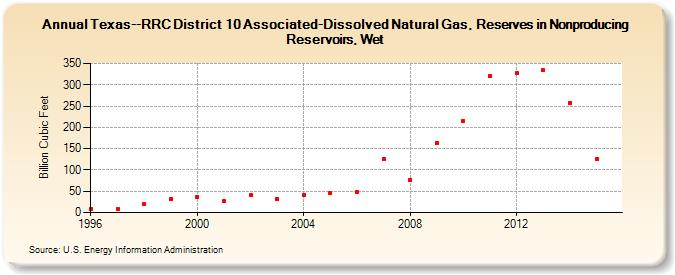 Annual Texas--RRC District 10 Associated-Dissolved Natural Gas, Reserves in Nonproducing
Reservoirs, Wet
Billion Cubic Feet
350
300
250
200
150
100
50
0
1996 2000 2004 2008 2012
Source: U.S. Energy Information Administration